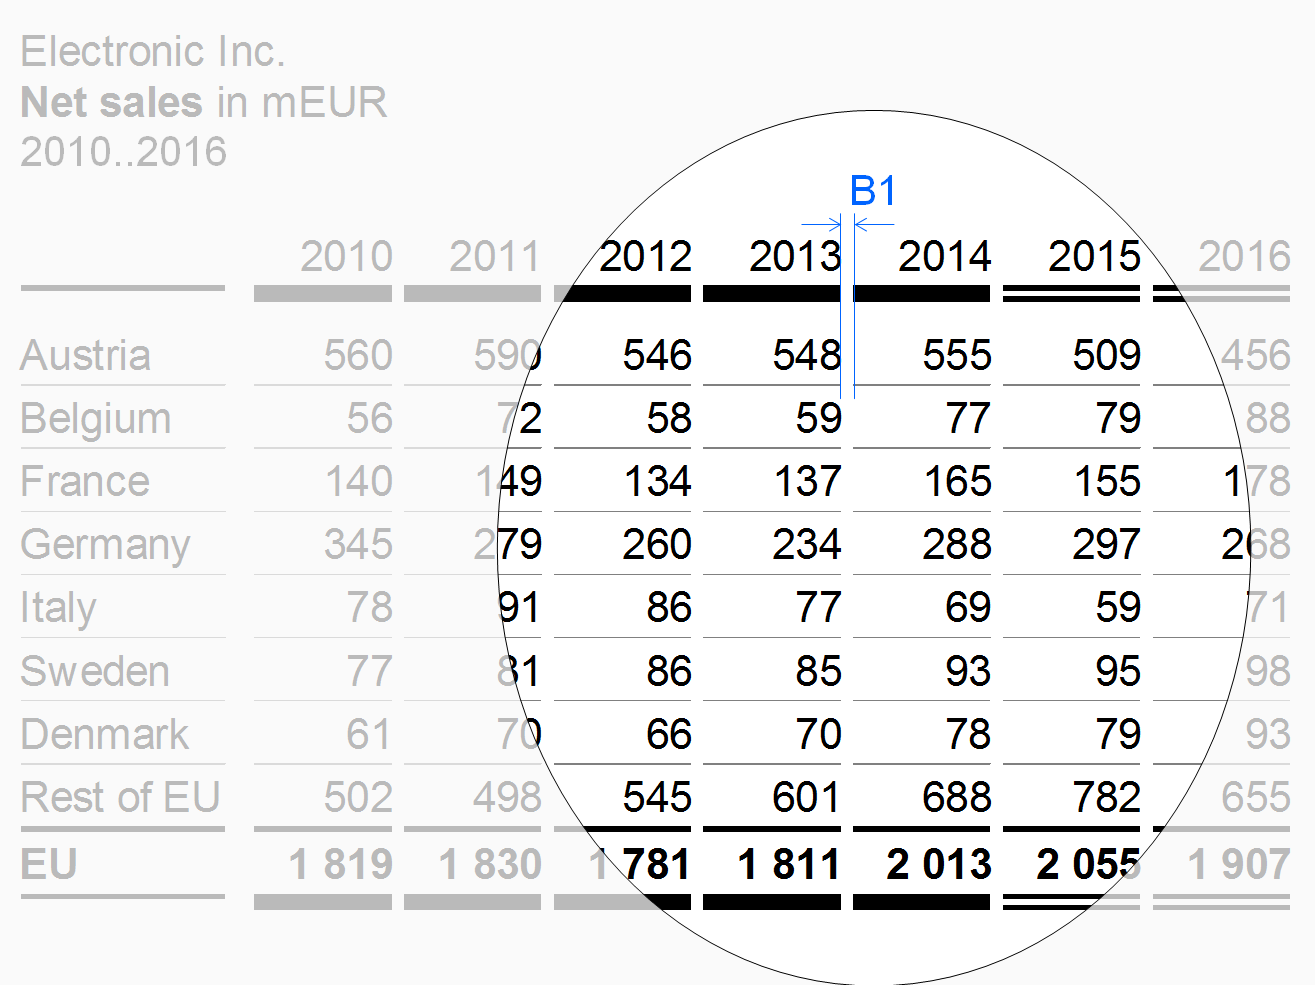 Electronic Inc.
Net sales in mEUR
2010..2016
B1
2010 2011 2012 2013 2014 2015 2016
Austria 560 590 546 548 555 509 456
Belgium 56 72 58 59 77 79 88
France 140 149 134 137 165 155 178
Germany 345 279 260 234 288 297 268
Italy 78 91 86 77 69 59 71
Sweden 77 81 86 85 93 95 98
Denmark 61 70 66 70 78 79 93
Rest of EU 502 498 545 601 688 782 655
EU 1 819 1 830 1 781 1 811 2 013 2 055 1 907